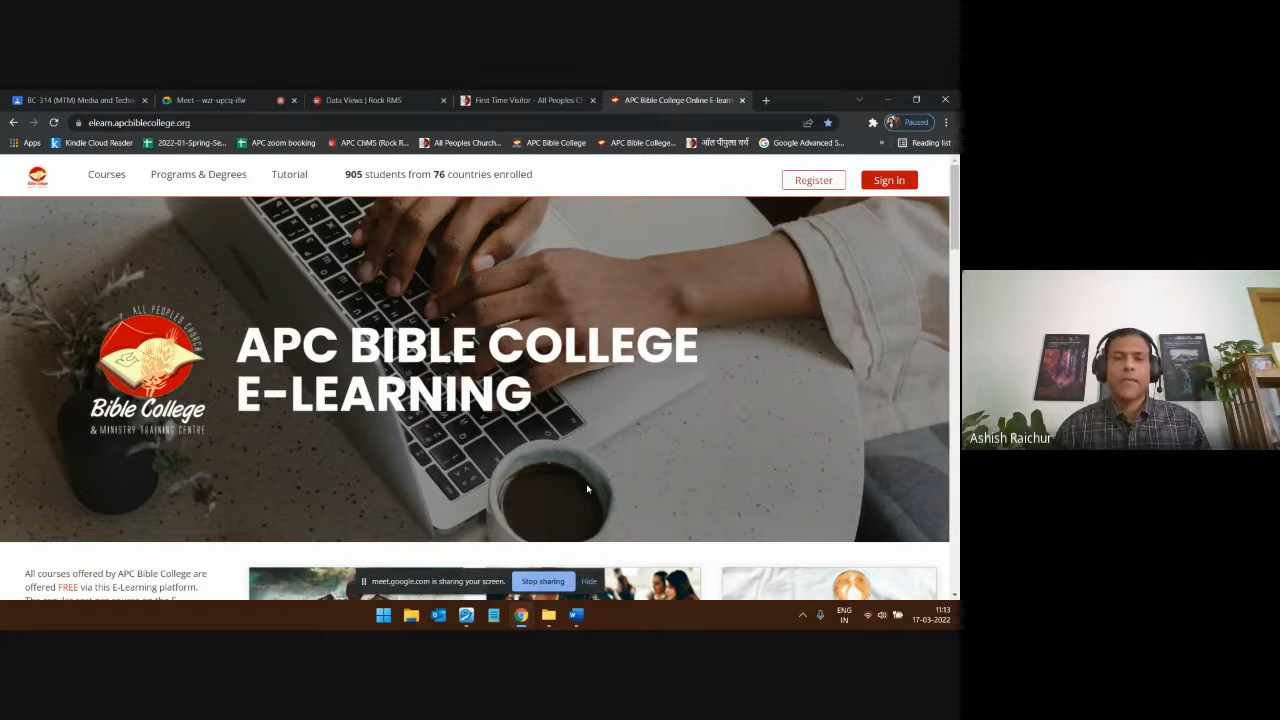 BC-314 (MTM) Media and Techn
Meet – wzr-upcq-ifw
Data Views | Rock RMS
First Time Visitor - All Peoples Ch
APC Bible College Online E-learn
elearn.apcbiblecollege.org
Paused
Apps
Kindle Cloud Reader
2022-01-Spring-Se...
APC zoom booking
APC ChMS (Rock R...
All Peoples Church...
APC Bible College
APC Bible College...
ऑल पीपुल्स चर्च
Google Advanced S...
»
Reading list
Bible College
Courses
Programs & Degrees
Tutorial
905 students from 76 countries enrolled
Register
Sign in
ALL PEOPLES CHURCH
Bible College
& MINISTRY TRAINING CENTRE
APC BIBLE COLLEGE
E-LEARNING
Ashish Raichur
All courses offered by APC Bible College are
offered FREE via this E-Learning platform.
meet.google.com is sharing your screen.
Stop sharing
Hide
ENG
IN
11:13
17-03-2022